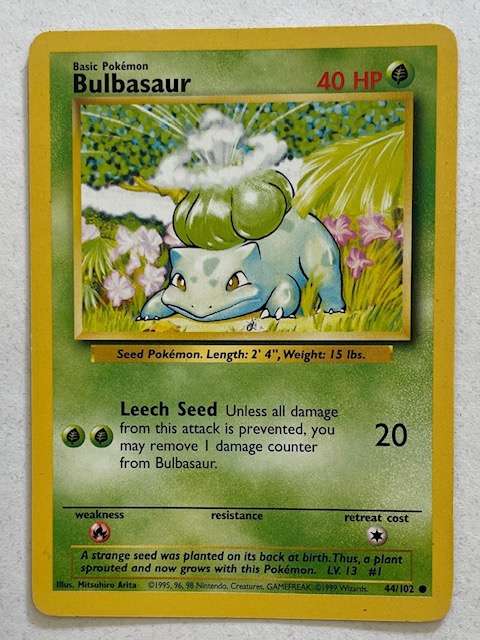 Basic Pokémon
Bulbasaur 40 HP
Seed Pokémon. Length: 2' 4", Weight: 15 lbs.
Leech Seed Unless all damage
from this attack is prevented, you
may remove 1 damage counter
from Bulbasaur.
20
weakness resistance retreat cost
A strange seed was planted on its back at birth. Thus, a plant
sprouted and now grows with this Pokémon. LV. 13 #1
Illus. Mitsuhiro Arita ©1995, 96, 98 Nintendo, Creatures, GAMEFREAK. ©1999 Wizards. 44/102